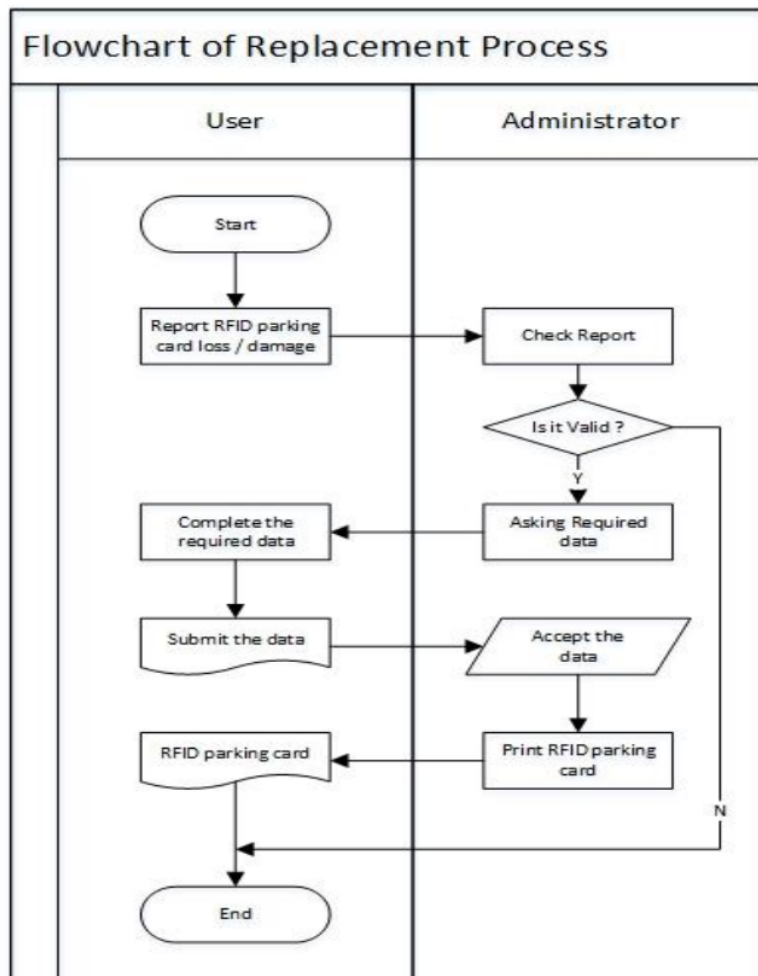 Flowchart of Replacement Process
User
Administrator
Start
Report RFID parking
card loss / damage
Check Report
Is it Valid ?
Y
Complete the
required data
Asking Required
data
Submit the data
Accept the
data
RFID parking card
Print RFID parking
card
N
End